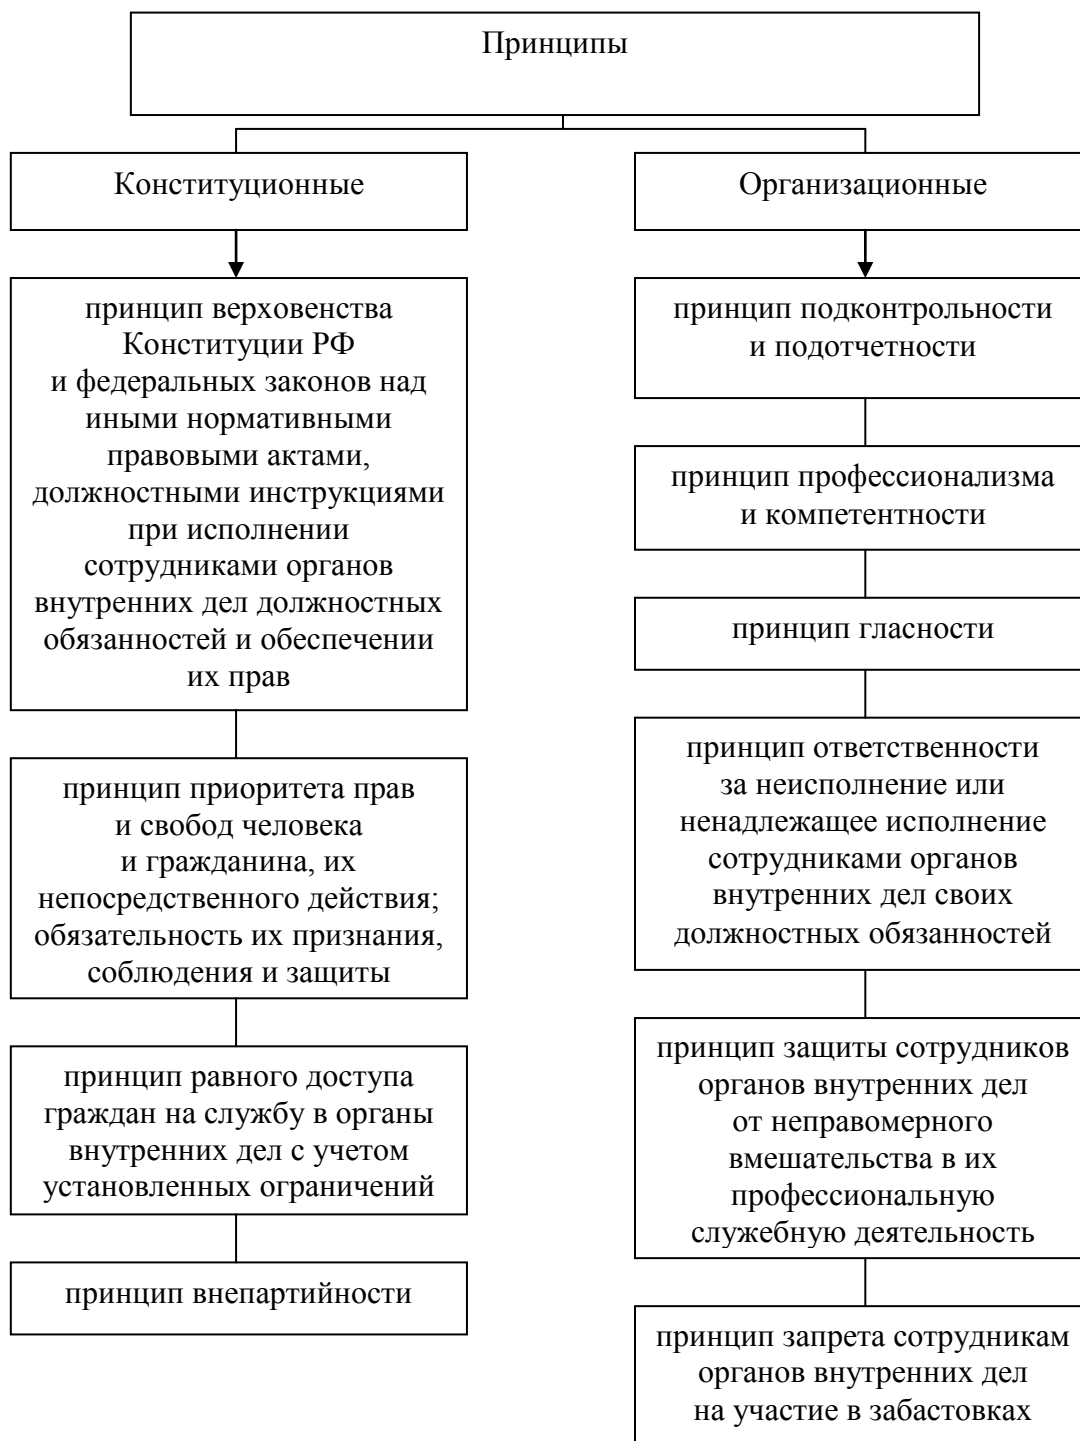 Принципы
Конституционные
принцип верховенства
Конституции РФ
и федеральных законов над
иными нормативными
правовыми актами,
должностными инструкциями
при исполнении
сотрудниками органов
внутренних дел должностных
обязанностей и обеспечении
их прав
принцип приоритета прав
и свобод человека
и гражданина, их
непосредственного действия;
обязательность их признания,
соблюдения и защиты
принцип равного доступа
граждан на службу в органы
внутренних дел с учетом
установленных ограничений
принцип внепартийности
Организационные
принцип подконтрольности
и подотчетности
принцип профессионализма
и компетентности
принцип гласности
принцип ответственности
за неисполнение или
ненадлежащее исполнение
сотрудниками органов
внутренних дел своих
должностных обязанностей
принцип защиты сотрудников
органов внутренних дел
от неправомерного
вмешательства в их
профессиональную
служебную деятельность
принцип запрета сотрудникам
органов внутренних дел
на участие в забастовках